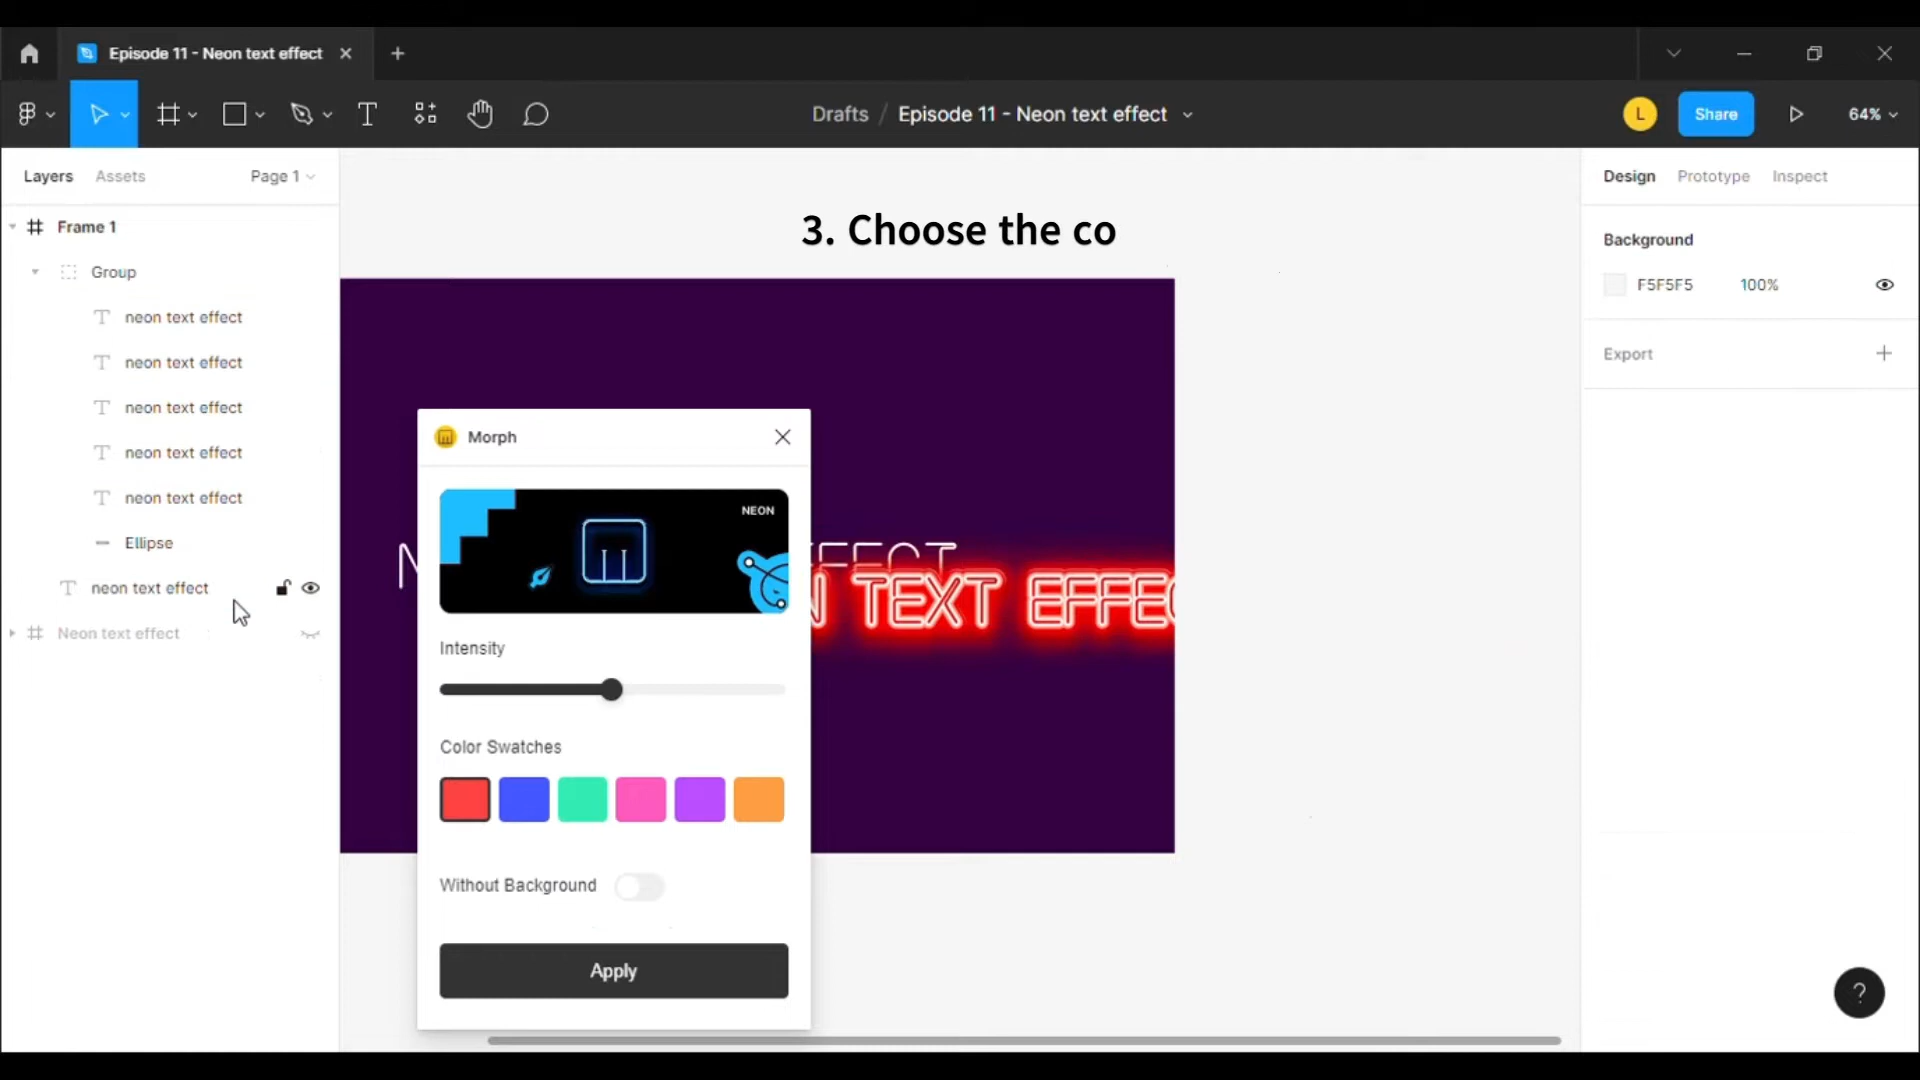 Episode 11 - Neon text effect
Drafts / Episode 11 - Neon text effect
L
Share
64%
Layers
Assets
Page 1
Design
Prototype
Inspect
3. Choose the co
Frame 1
Group
neon text effect
neon text effect
neon text effect
neon text effect
neon text effect
Ellipse
neon text effect
Neon text effect
Background
F5F5F5
100%
Export
Morph
NEON
N
EFFECT
N TEXT EFFEC
Intensity
Color Swatches
Without Background
Apply
?